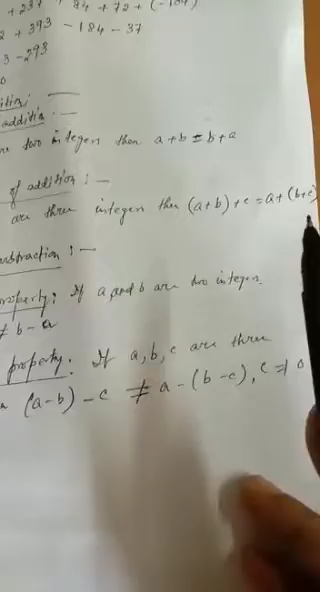 + 237 + 84 + 72 + (-184)
2 + 393 - 184 - 37
3 - 293
0
addition :-
two integers then a+b = b+a
of addition :-
are three integers then (a+b)+c = a+(b+c)
subtraction :-
property: If a, and b are two integers.
≠ b-a
property. If a, b, c are three
(a-b) - c ≠ a - (b-c), c ≠ 0